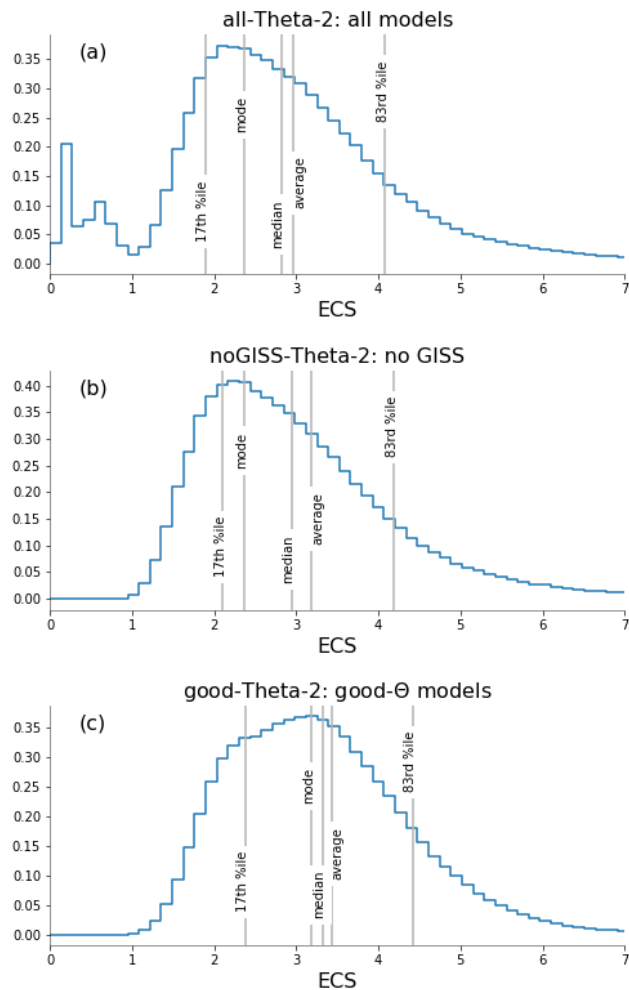 all-Theta-2: all models
(a)
0.35
0.30
0.25
0.20
0.15
0.10
0.05
0.00
17th %ile
mode
median
average
83rd %ile
0 1 2 3 4 5 6 7
ECS
noGISS-Theta-2: no GISS
(b)
0.40
0.35
0.30
0.25
0.20
0.15
0.10
0.05
0.00
17th %ile
mode
median
average
83rd %ile
0 1 2 3 4 5 6 7
ECS
good-Theta-2: good-Θ models
(c)
0.35
0.30
0.25
0.20
0.15
0.10
0.05
0.00
17th %ile
mode
median
average
83rd %ile
0 1 2 3 4 5 6 7
ECS